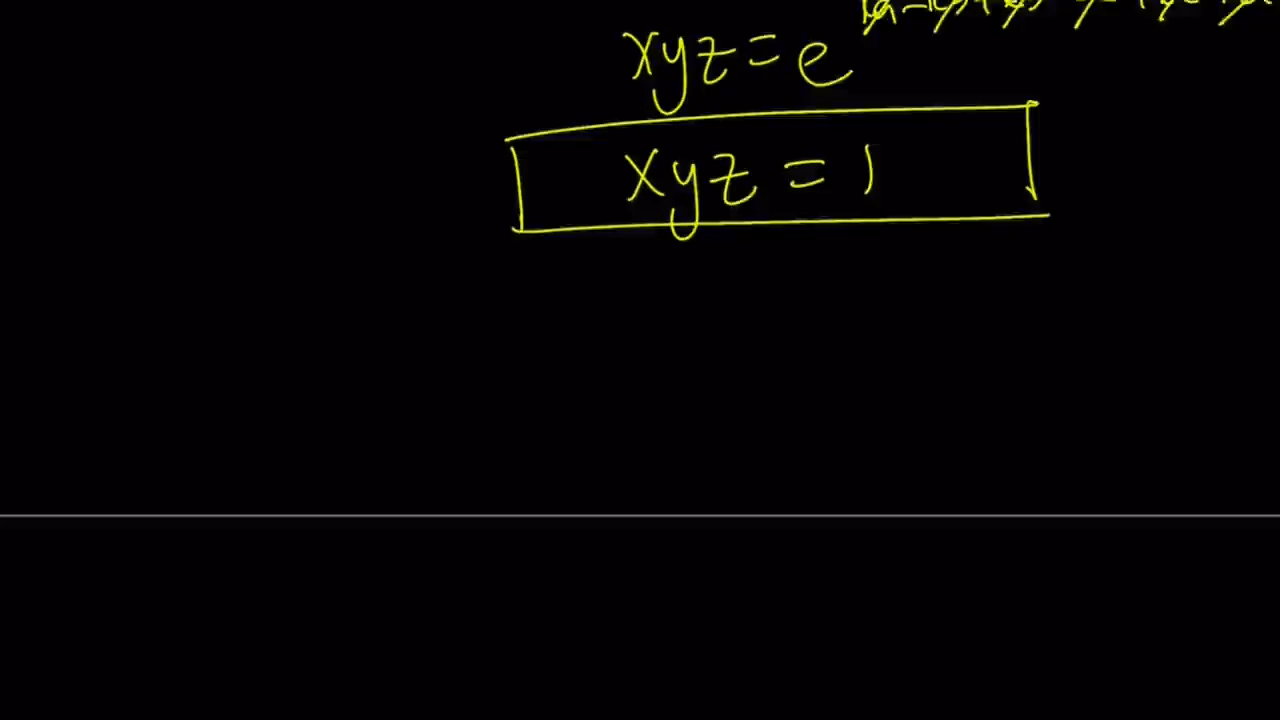 xyz = e
xyz = 1